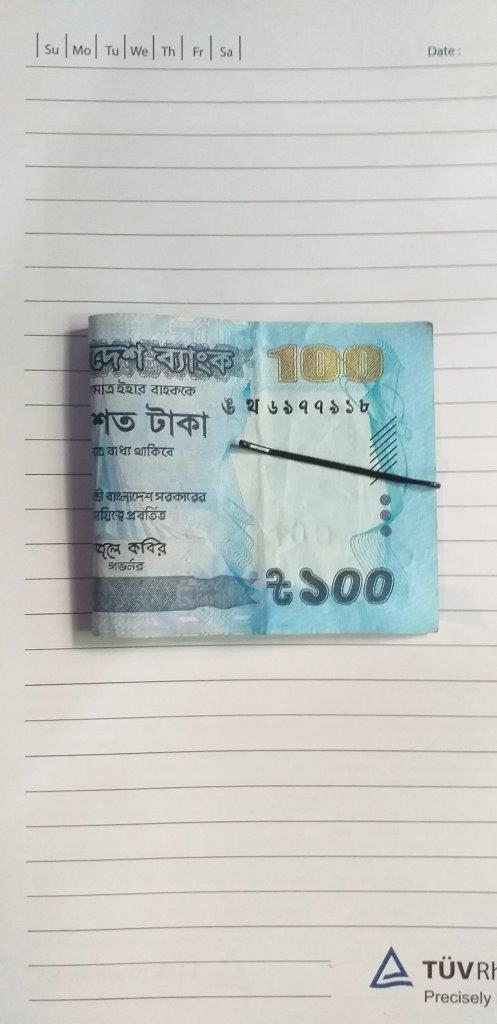 Su Mo Tu We Th Fr Sa Date :
দেশ ব্যাংক 100
মাত্র ইহার বাহককে
শত টাকা ঙ থ ৬১৭৭১১৮
তে বাধ্য থাকিবে
বাংলাদেশ সরকারের
প্রবর্তিত
কবির
গভর্নর
৳১০০
TÜVRh
Precisely